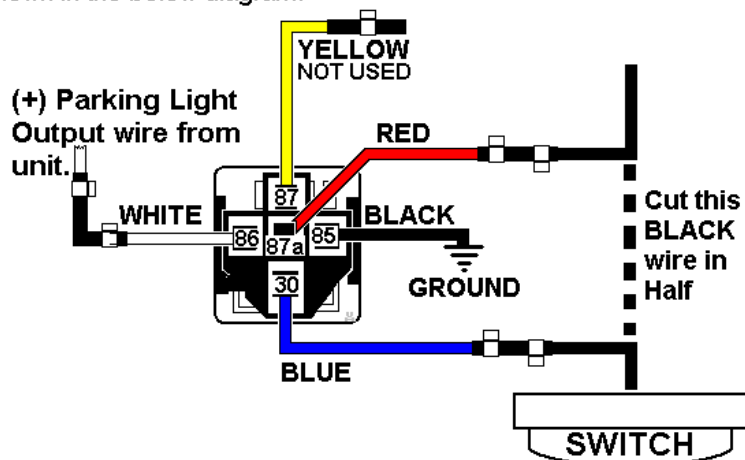 YELLOW
NOT USED
(+) Parking Light
Output wire from
unit.
RED
87
WHITE
86
87a
85
BLACK
Cut this
BLACK
wire in
Half
30
GROUND
BLUE
SWITCH